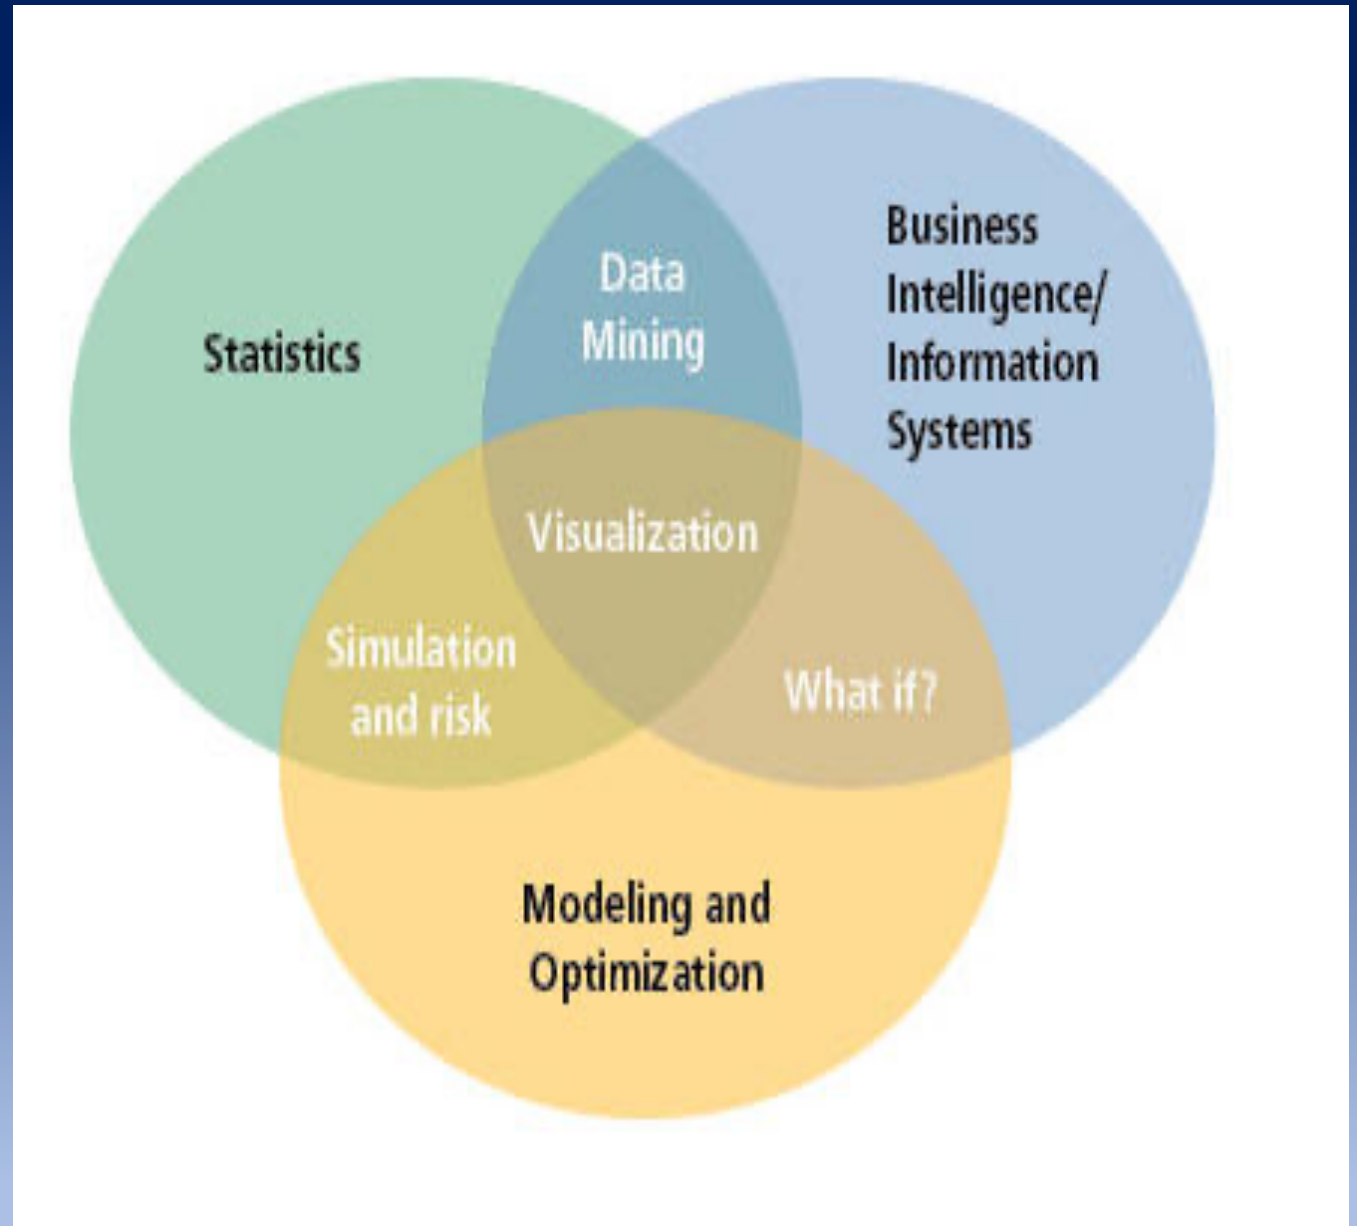 Statistics
Data
Mining
Business
Intelligence/
Information
Systems
Visualization
Simulation
and risk
What if?
Modeling and
Optimization